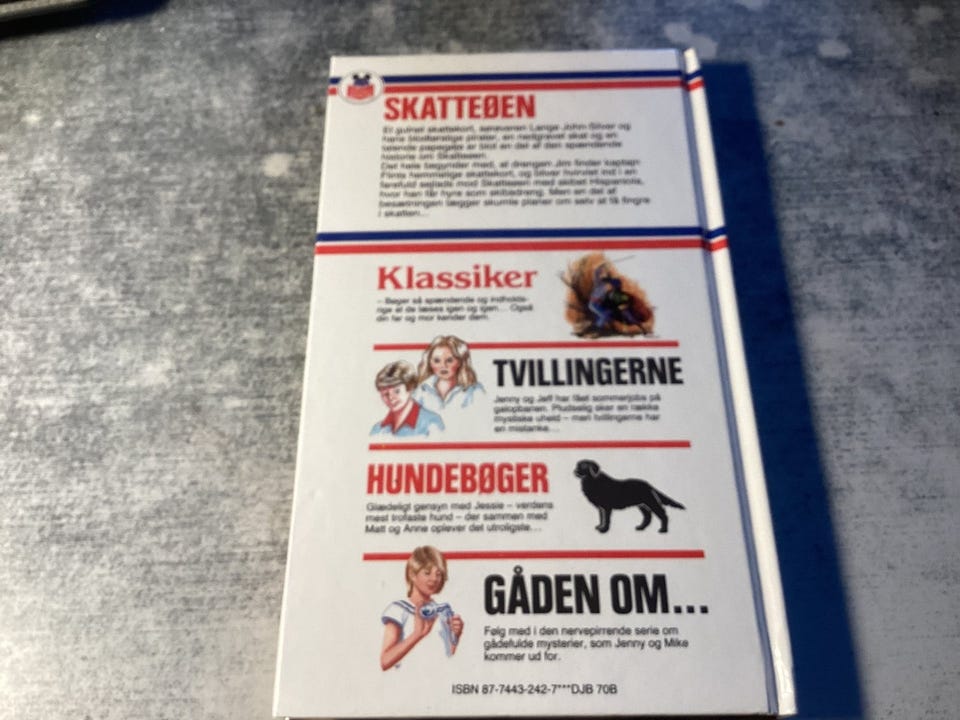 SKATTEØEN
Et gulnet skattekort, sømanden Lange John Silver og
hans blodtørstige pirater, en nedgravet skat og en
talende papegøje er blot en del af den spændende
historie om Skatteøen.
Det hele begynder med, at drengen Jim finder kaptajn
Flints hemmelige skattekort, og bliver hvirvlet ind i en
farefuld sejlads mod Skatteøen med skibet Hispaniola,
hvor han får hyre som skibsdreng. Men en del af
besætningen lægger skumle planer om selv at få fingre
i skatten...
Klassiker
– Bøger så spændende og indholds-
rige at de læses igen og igen... Også
din far og mor kender dem.
TVILLINGERNE
Jenny og Jeff har fået sommerjobs på
galopbanen. Pludselig sker en række
mystiske uheld – men tvillingerne har
en mistanke...
HUNDEBØGER
Glædeligt gensyn med Jessie – verdens
mest trofaste hund – der sammen med
Matt og Anne oplever det utroligste...
GÅDEN OM...
Følg med i den nervepirrende serie om
gådefulde mysterier, som Jenny og Mike
kommer ud for.
ISBN 87-7443-242-7***DJB 70B